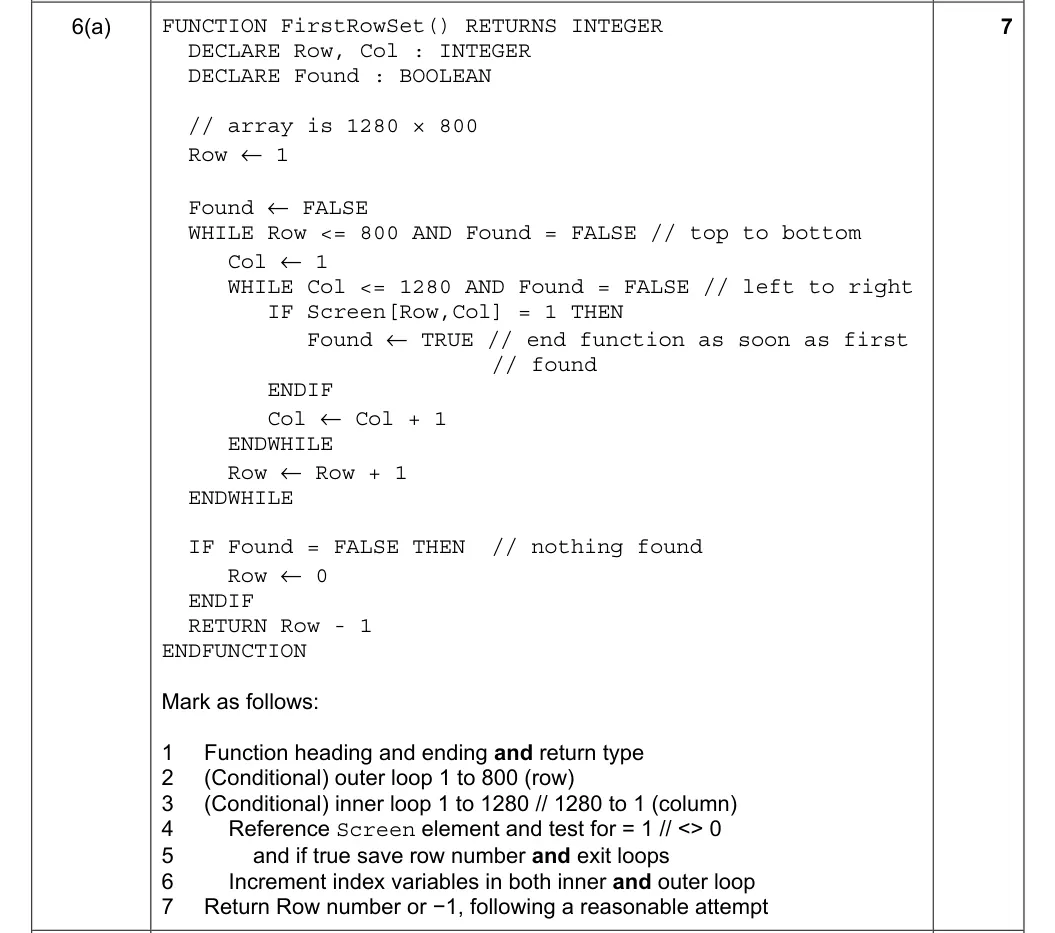 6(a)
FUNCTION FirstRowSet() RETURNS INTEGER
7
DECLARE Row, Col : INTEGER
DECLARE Found : BOOLEAN
// array is 1280 × 800
Row ← 1
Found ← FALSE
WHILE Row <= 800 AND Found = FALSE // top to bottom
Col ← 1
WHILE Col <= 1280 AND Found = FALSE // left to right
IF Screen[Row,Col] = 1 THEN
Found ← TRUE // end function as soon as first
// found
ENDIF
Col ← Col + 1
ENDWHILE
Row ← Row + 1
ENDWHILE
IF Found = FALSE THEN // nothing found
Row ← 0
ENDIF
RETURN Row - 1
ENDFUNCTION
Mark as follows:
1 Function heading and ending and return type
2 (Conditional) outer loop 1 to 800 (row)
3 (Conditional) inner loop 1 to 1280 // 1280 to 1 (column)
4 Reference Screen element and test for = 1 // <> 0
5 and if true save row number and exit loops
6 Increment index variables in both inner and outer loop
7 Return Row number or −1, following a reasonable attempt